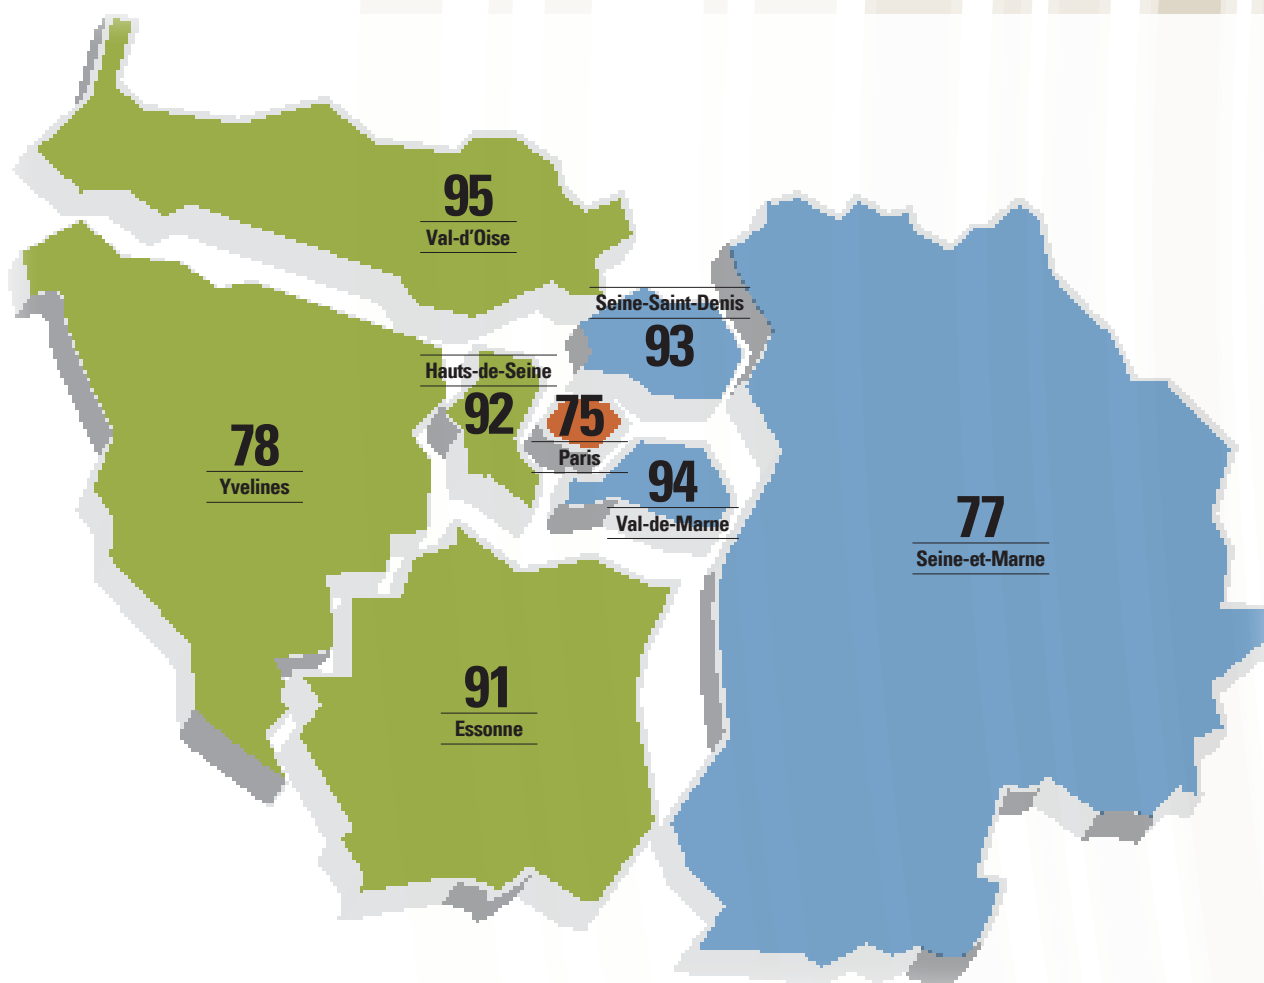 95
Val-d'Oise
Seine-Saint-Denis
93
Hauts-de-Seine
92
75
Paris
78
Yvelines
94
Val-de-Marne
77
Seine-et-Marne
91
Essonne